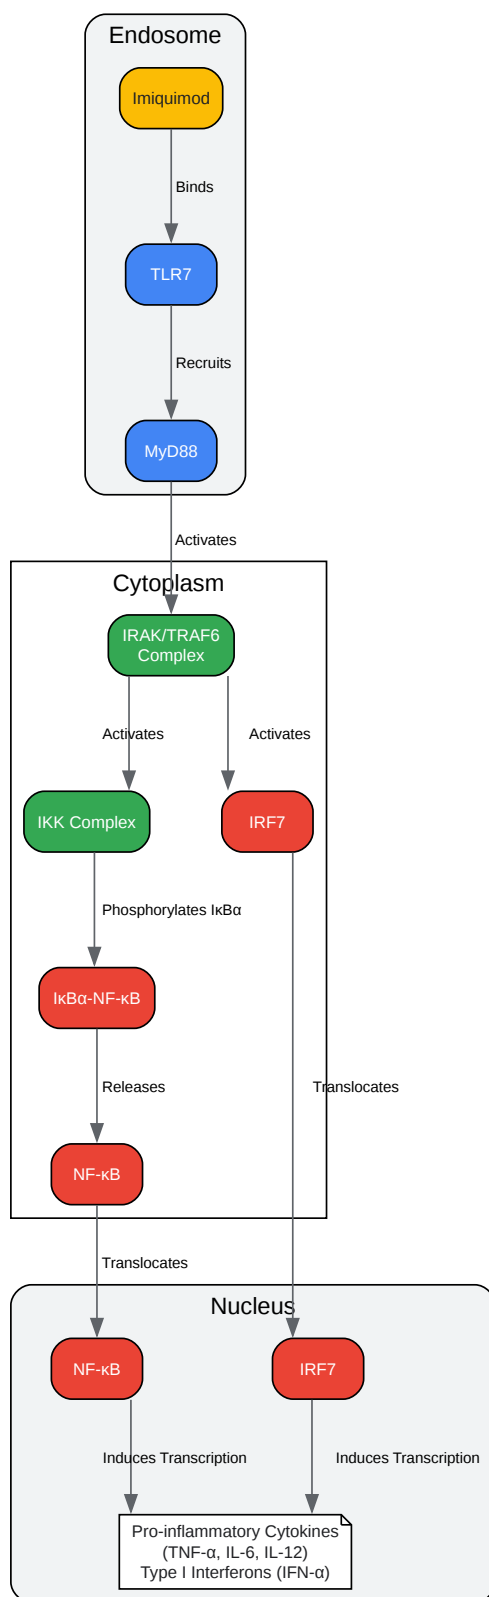 Endosome
Imiquimod
Binds
TLR7
Recruits
MyD88
Activates
Cytoplasm
IRAK/TRAF6
Complex
Activates
Activates
IKK Complex
IRF7
Phosphorylates IκBα
IκBα-NF-κB
Releases
Translocates
NF-κB
Translocates
Nucleus
NF-κB
IRF7
Induces Transcription
Induces Transcription
Pro-inflammatory Cytokines
(TNF-α, IL-6, IL-12)
Type I Interferons (IFN-α)